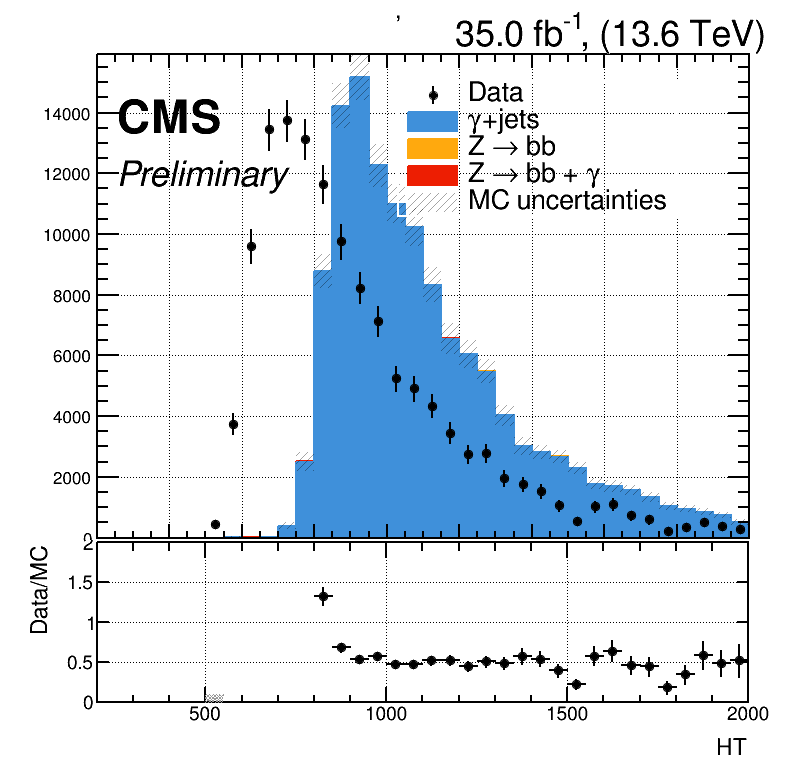 ,
35.0 fb-1, (13.6 TeV)
CMS
Preliminary
Data
γ+jets
Z → bb
Z → bb + γ
MC uncertainties
14000
12000
10000
8000
6000
4000
2000
0
Data/MC
2
1.5
1
0.5
0
500 1000 1500 2000
HT